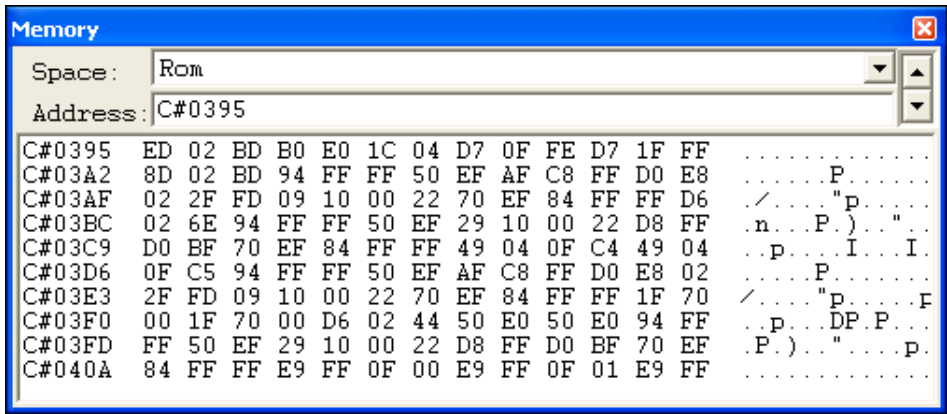 Memory
Space: Rom
Address: C#0395
C#0395 ED 02 BD B0 E0 1C 04 D7 0F FE D7 1F FF .............
C#03A2 8D 02 BD 94 FF FF 50 EF AF C8 FF D0 E8 ......P......
C#03AF 02 2F FD 09 10 00 22 70 EF 84 FF FF D6 ./...."p.....
C#03BC 02 6E 94 FF FF 50 EF 29 10 00 22 D8 FF .n...P.)..."..
C#03C9 D0 BF 70 EF 84 FF FF 49 04 0F C4 49 04 ..p....I...I.
C#03D6 0F C5 94 FF FF 50 EF AF C8 FF D0 E8 02 .....P.......
C#03E3 2F FD 09 10 00 22 70 EF 84 FF FF 1F 70 /...."p.....p
C#03F0 00 1F 70 00 D6 02 44 50 E0 50 E0 94 FF ..p...DP.P...
C#03FD FF 50 EF 29 10 00 22 D8 FF D0 BF 70 EF .P.)..."....p.
C#040A 84 FF FF E9 FF 0F 00 E9 FF 0F 01 E9 FF .............